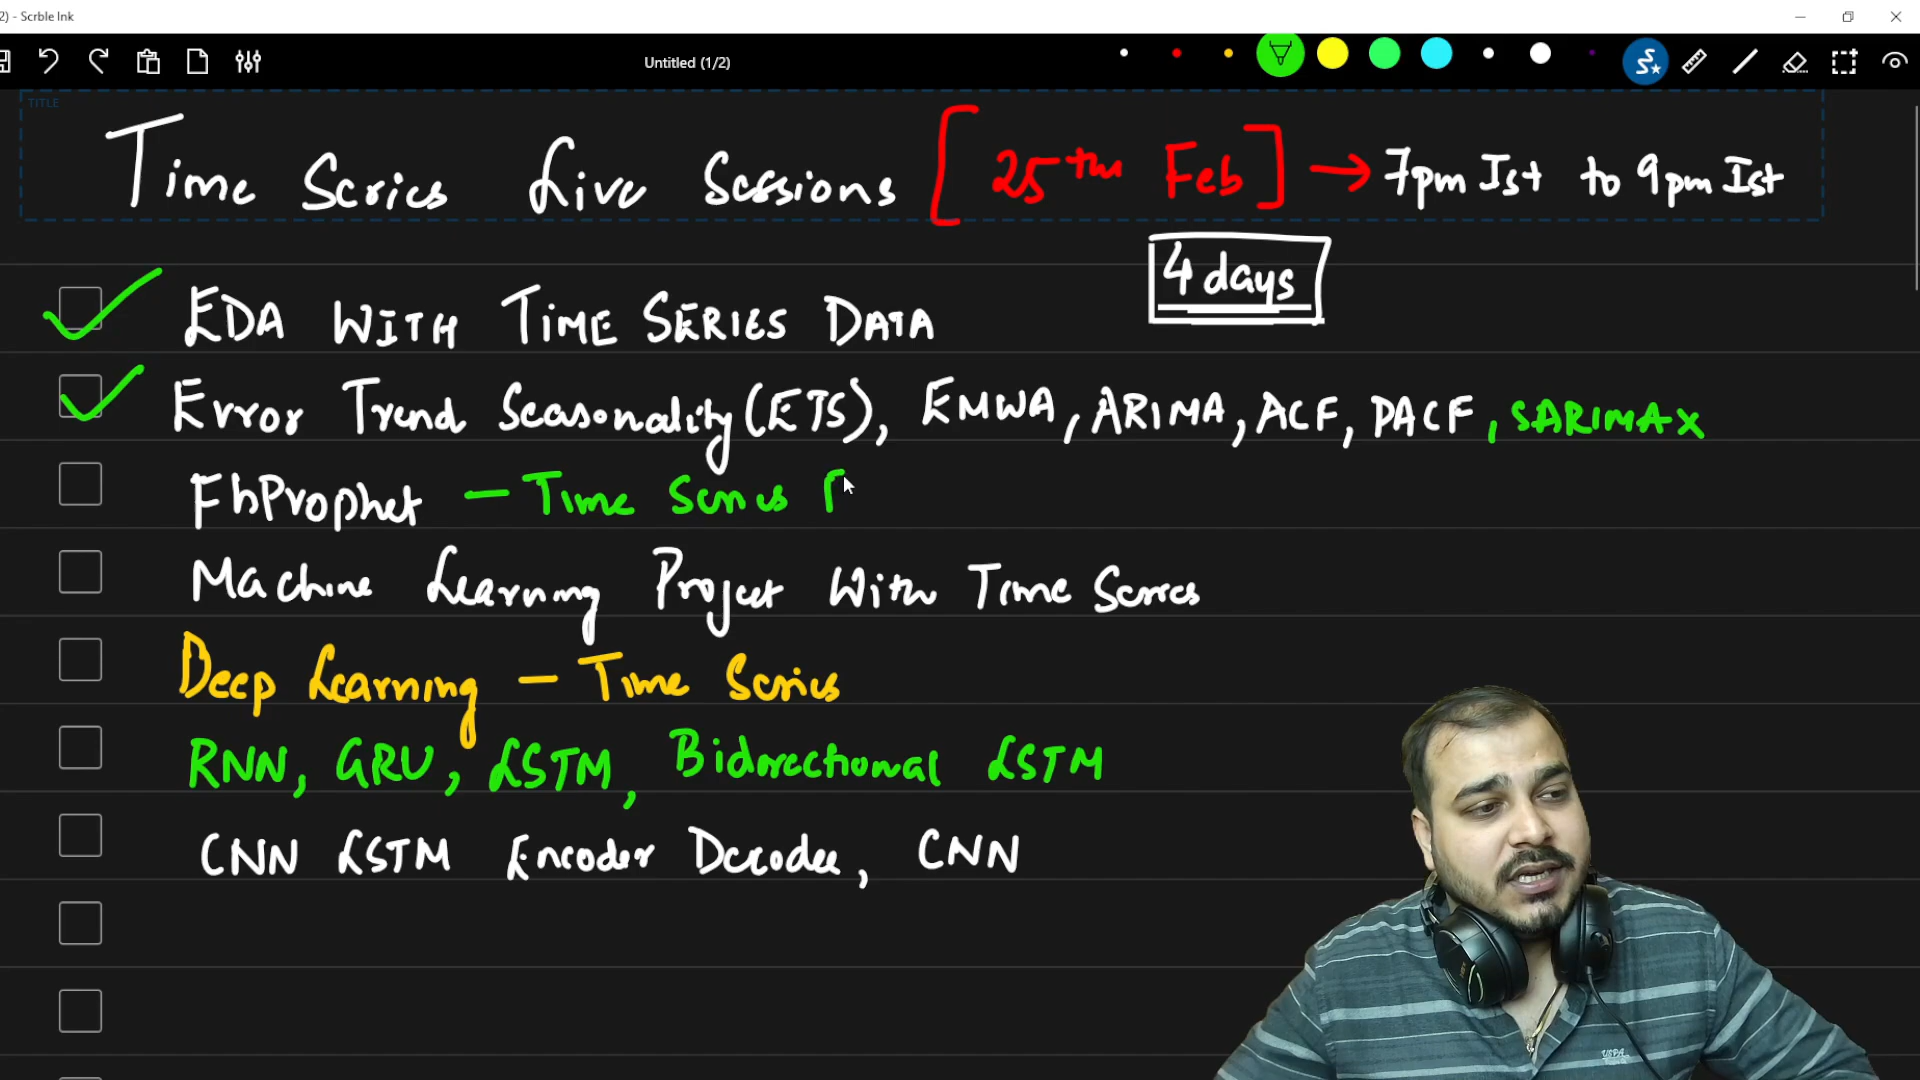 2) - Scrble Ink
Untitled (1/2)
TITLE
Time Series Live Sessions [25th Feb] → 7pm Ist to 9pm Ist
4 days
EDA WITH TIME SERIES DATA
Error Trend Seasonality (ETS), EMWA, ARIMA, ACF, PACF, SARIMAX
FbProphet - Time Series
Machine Learning Project With Time Series
Deep Learning - Time Series
RNN, GRU, LSTM, Bidirectional LSTM
CNN LSTM Encoder Decoder, CNN
USPA